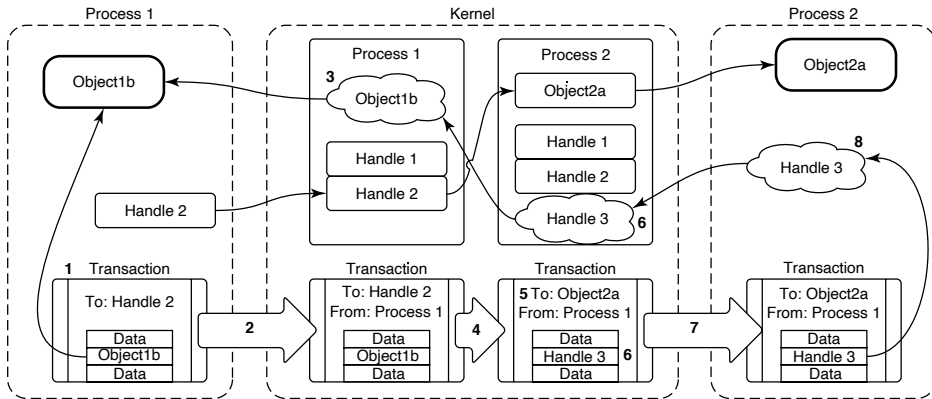 Process 1
Kernel
Process 2
Process 1
Process 2
Object1b
3
Object1b
Object2a
Object2a
Handle 1
Handle 2
Handle 1
Handle 2
Handle 3
6
Handle 3
8
Handle 2
1
Transaction
To: Handle 2
Data
Object1b
Data
2
Transaction
To: Handle 2
From: Process 1
Data
Object1b
Data
4
Transaction
5 To: Object2a
From: Process 1
Data
Handle 3 6
Data
7
Transaction
To: Object2a
From: Process 1
Data
Handle 3
Data